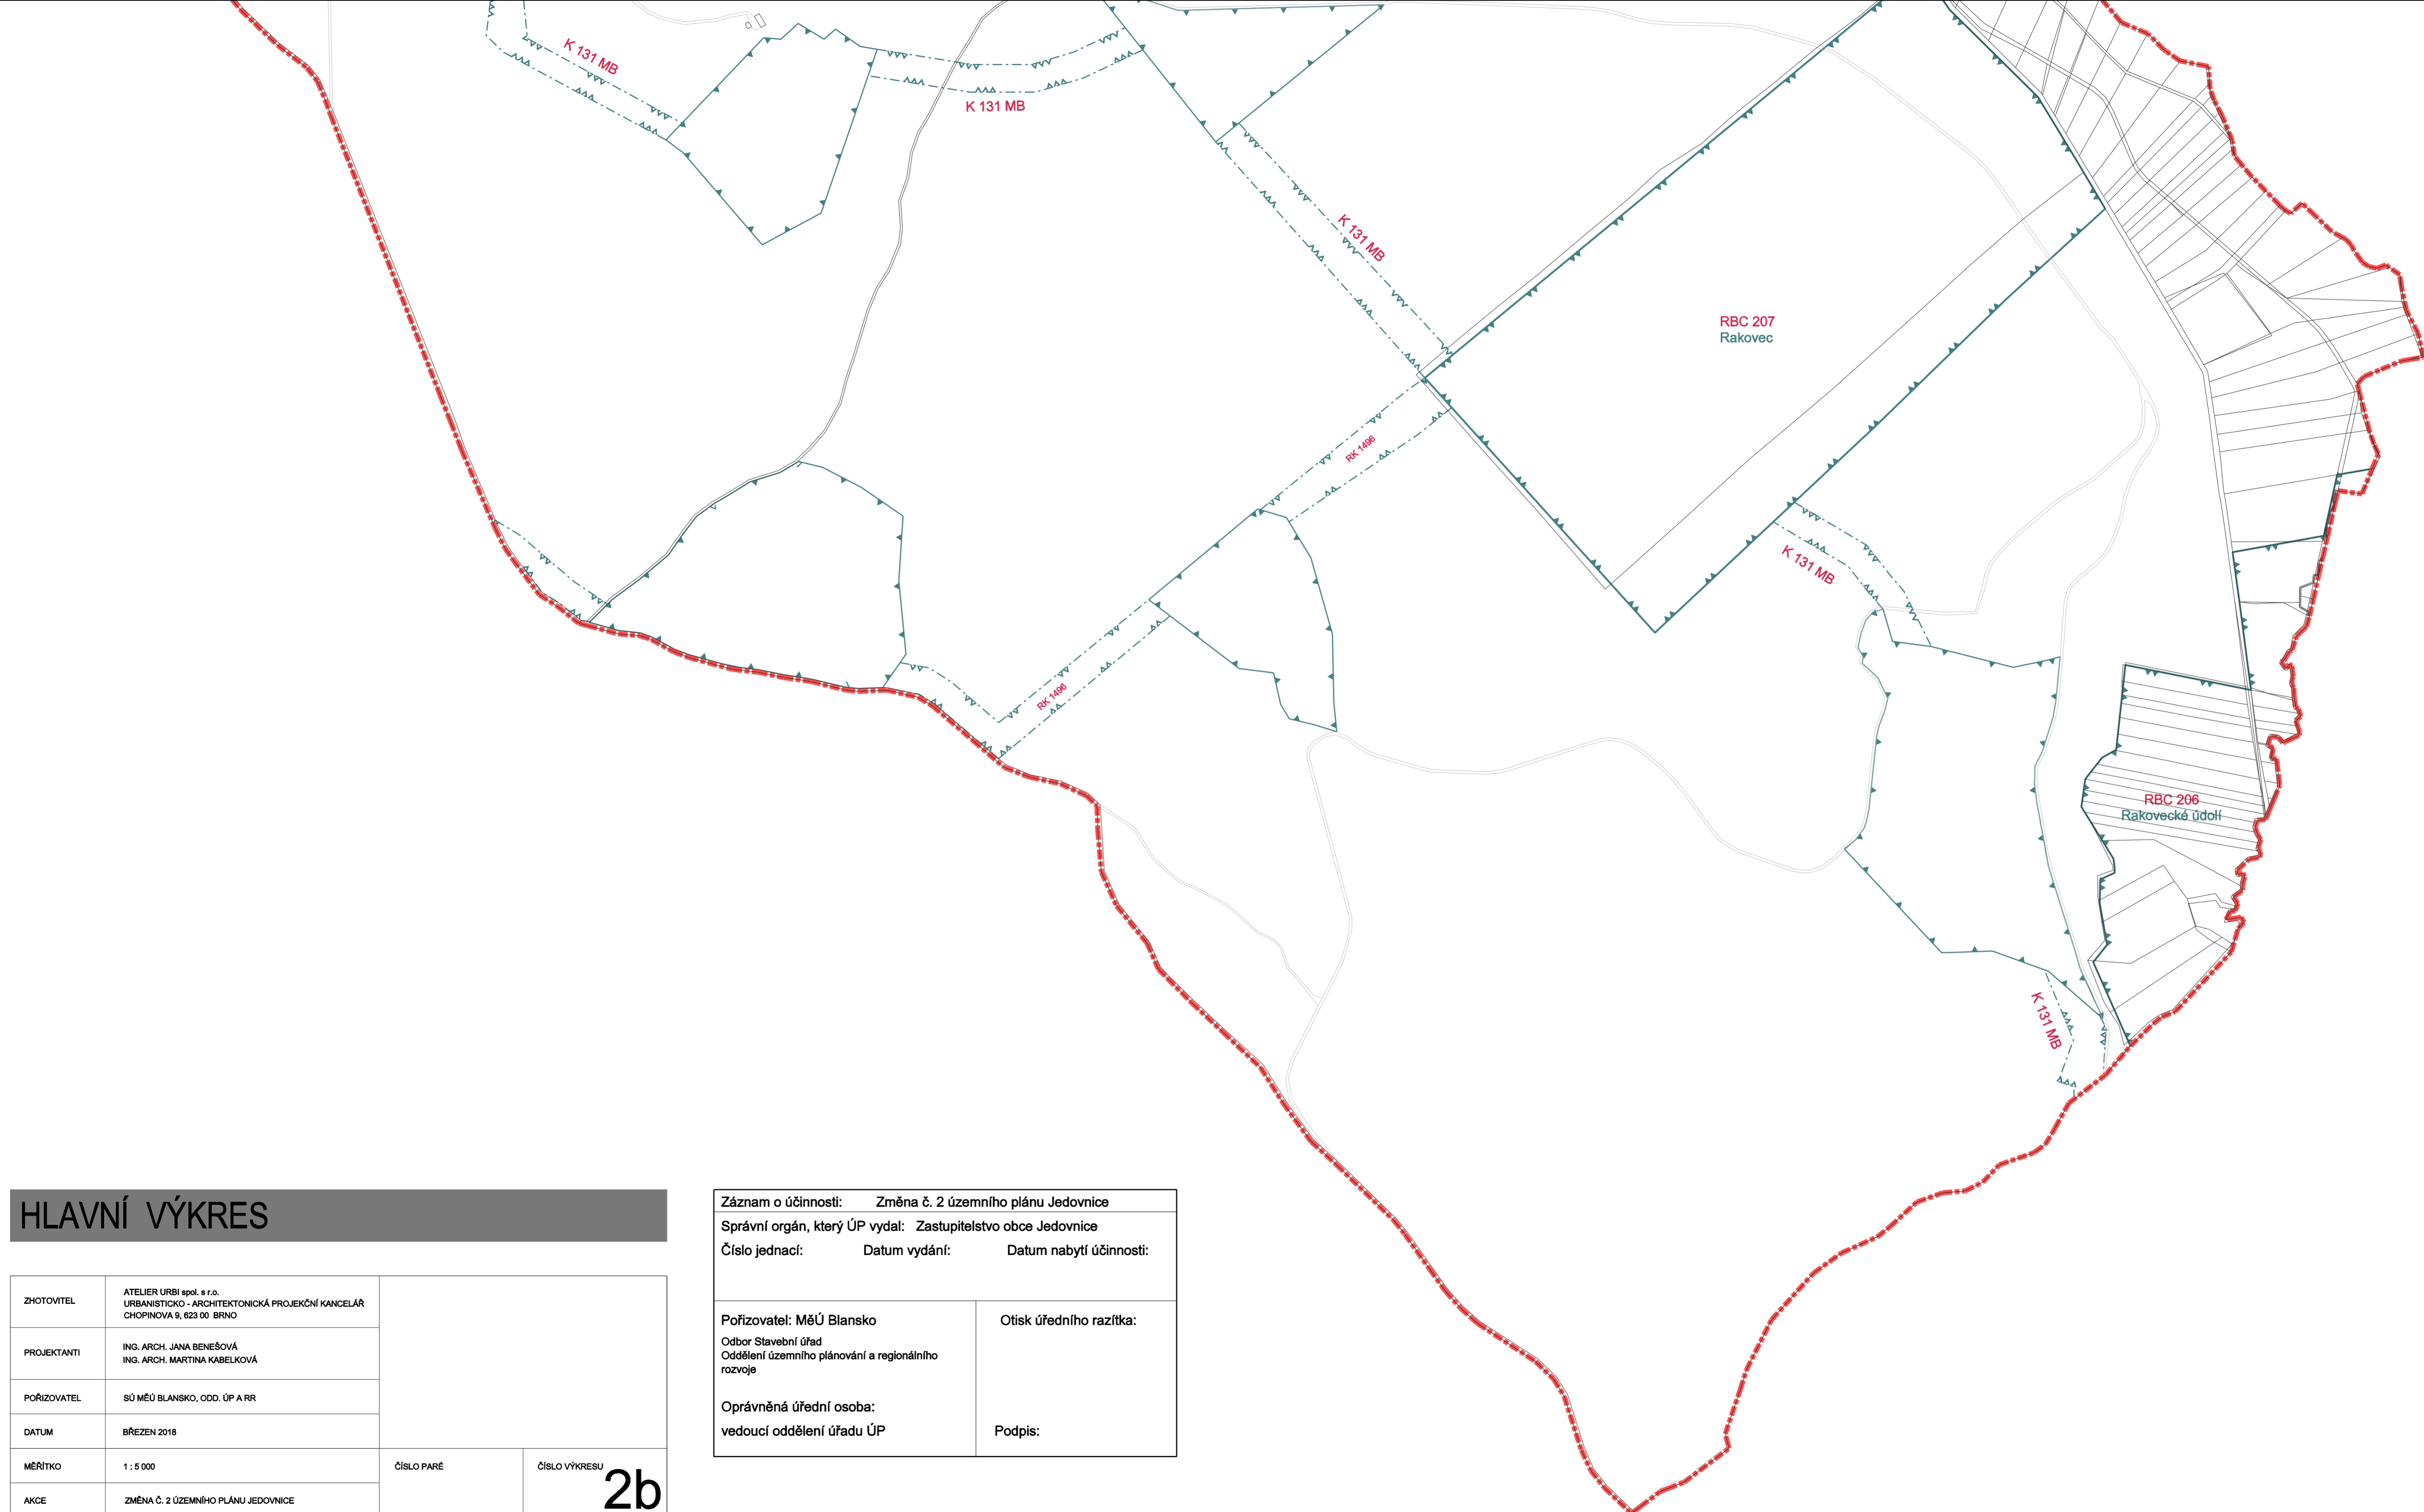 K 131 MB
K 131 MB
K 131 MB
RBC 207
Rakovec
RK 1496
K 131 MB
RK 1496
RBC 206
Rakovecké údolí
K 131 MB
HLAVNÍ VÝKRES
ZHOTOVITEL
ATELIER URBI spol. s r.o.
URBANISTICKO - ARCHITEKTONICKÁ PROJEKČNÍ KANCELÁŘ
CHOPINOVA 9, 623 00 BRNO
PROJEKTANTI
ING. ARCH. JANA BENEŠOVÁ
ING. ARCH. MARTINA KABELKOVÁ
POŘIZOVATEL SÚ MĚÚ BLANSKO, ODD. ÚP A RR
DATUM BŘEZEN 2018
MĚŘÍTKO 1 : 5 000 ČÍSLO PARÉ ČÍSLO VÝKRESU
2b
AKCE ZMĚNA Č. 2 ÚZEMNÍHO PLÁNU JEDOVNICE
Záznam o účinnosti: Změna č. 2 územního plánu Jedovnice
Správní orgán, který ÚP vydal: Zastupitelstvo obce Jedovnice
Číslo jednací: Datum vydání: Datum nabytí účinnosti:
Pořizovatel: MěÚ Blansko
Odbor Stavební úřad
Oddělení územního plánování a regionálního
rozvoje
Oprávněná úřední osoba:
vedoucí oddělení úřadu ÚP
Otisk úředního razítka:
Podpis: